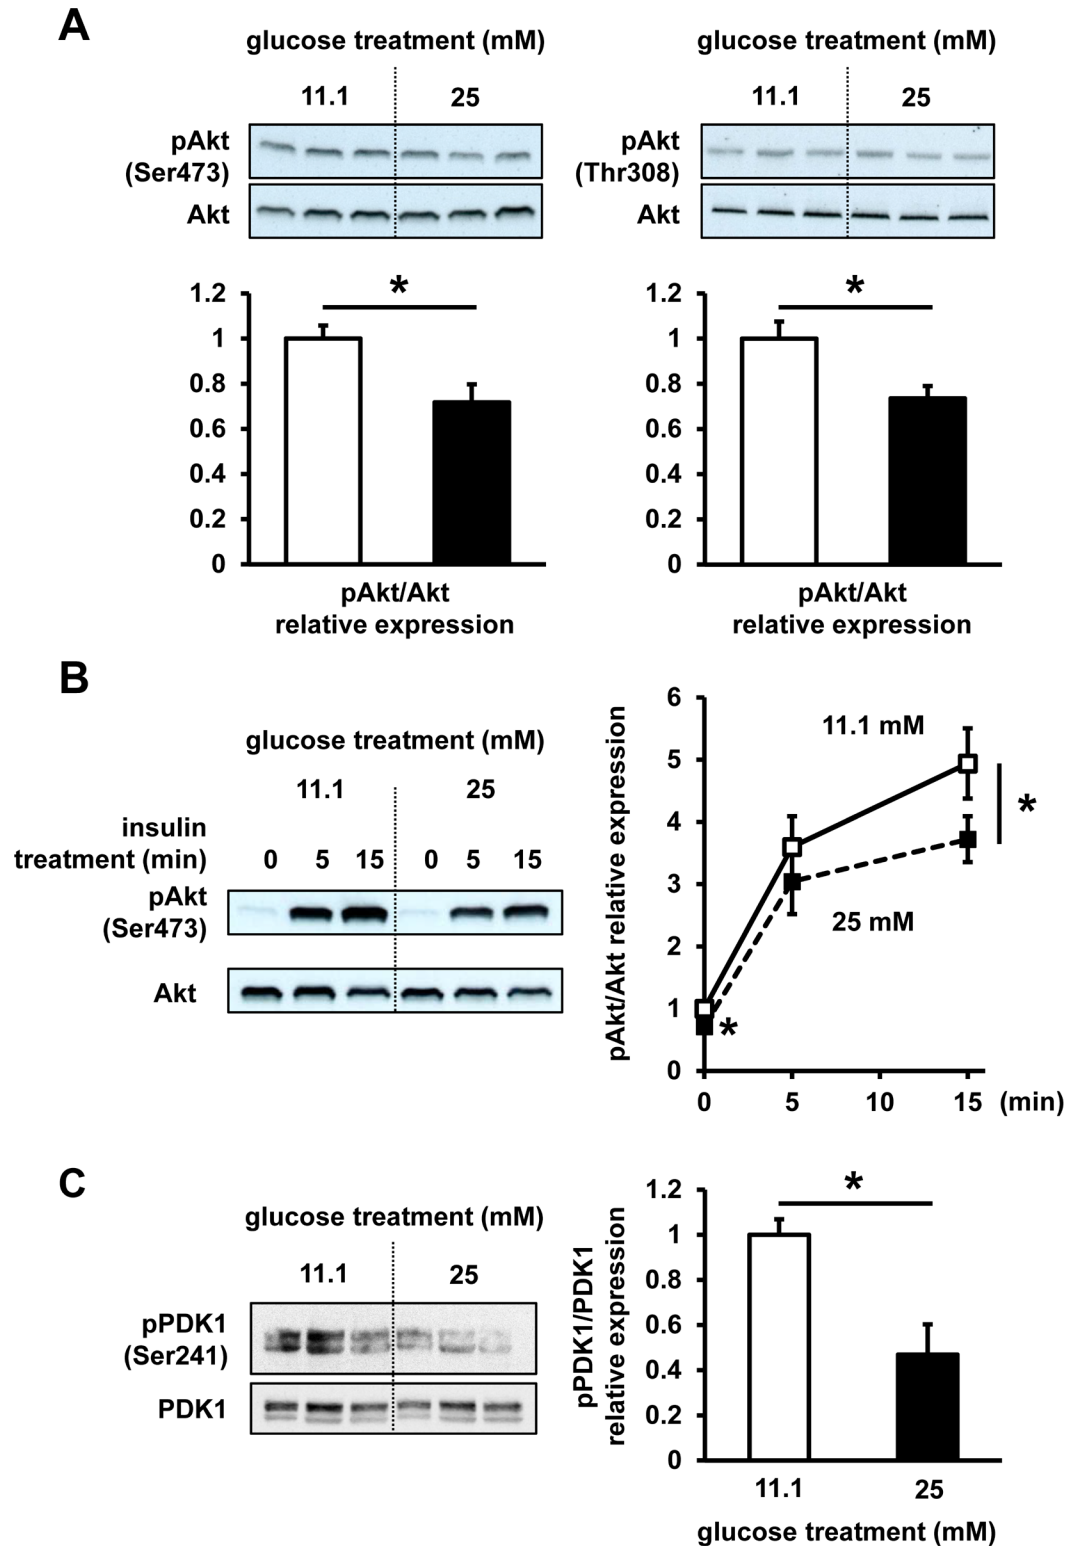 A
glucose treatment (mM)
11.1 25
pAkt
(Ser473)
Akt
glucose treatment (mM)
11.1 25
pAkt
(Thr308)
Akt
*
1.2
1
0.8
0.6
0.4
0.2
0
pAkt/Akt
relative expression
*
1.2
1
0.8
0.6
0.4
0.2
0
pAkt/Akt
relative expression
B
glucose treatment (mM)
11.1 25
insulin
treatment (min) 0 5 15 0 5 15
pAkt
(Ser473)
Akt
pAkt/Akt relative expression
6
5
4
3
2
1
0
11.1 mM
*
25 mM
*
0 5 10 15 (min)
C
glucose treatment (mM)
11.1 25
pPDK1
(Ser241)
PDK1
pPDK1/PDK1
relative expression
*
1.2
1
0.8
0.6
0.4
0.2
0
11.1 25
glucose treatment (mM)